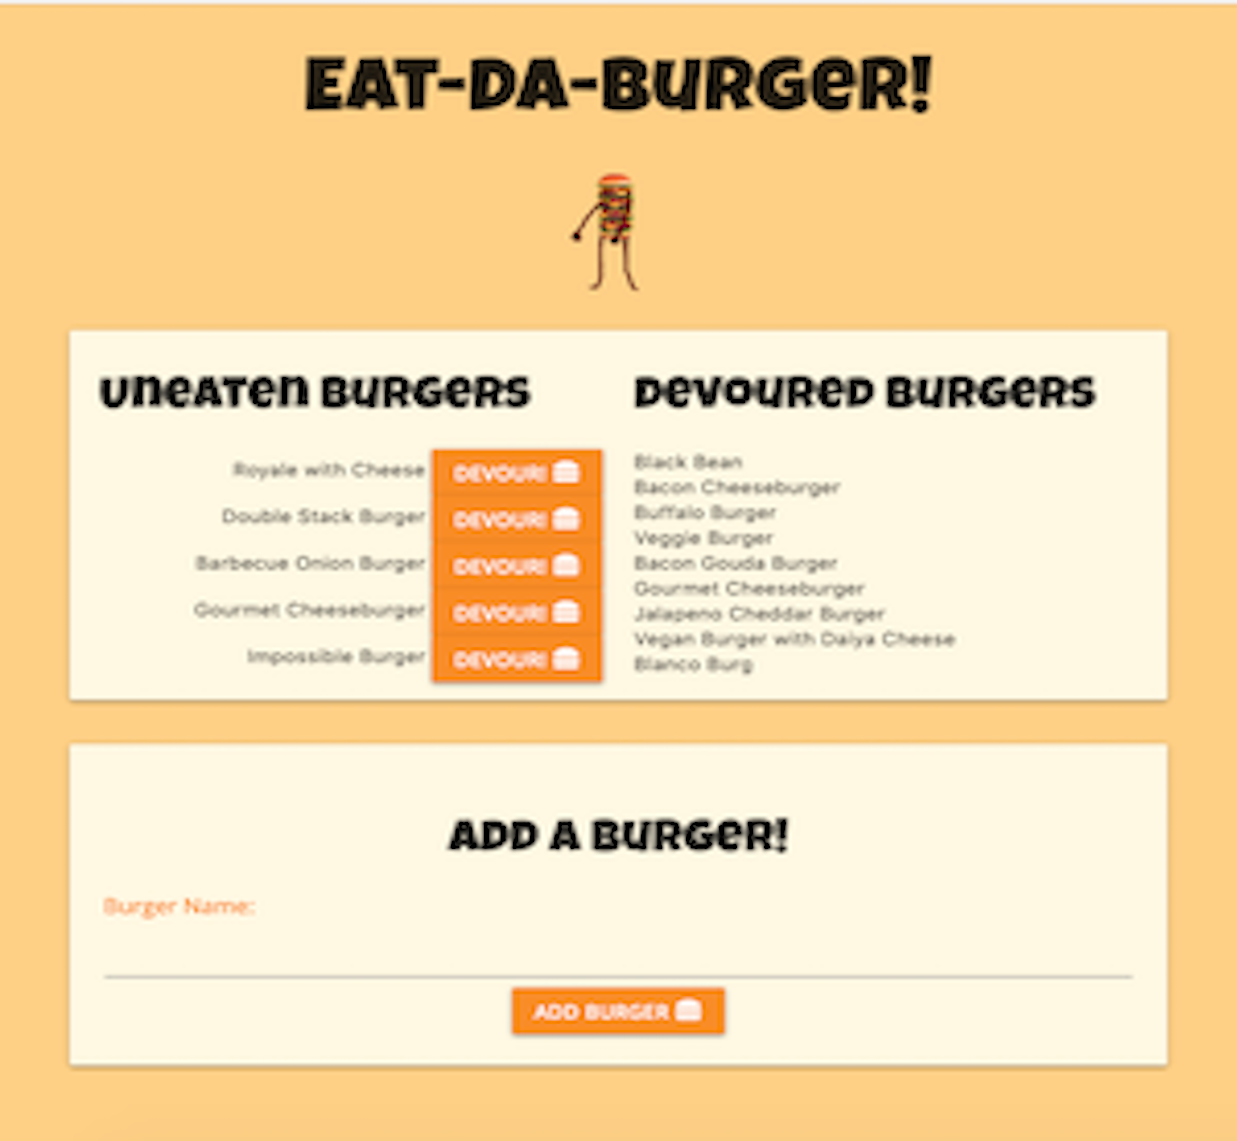 Eat-Da-Burger!
Uneaten Burgers
Royale with Cheese DEVOUR!
Double Stack Burger DEVOUR!
Barbecue Onion Burger DEVOUR!
Gourmet Cheeseburger DEVOUR!
Impossible Burger DEVOUR!
Devoured Burgers
Black Bean
Bacon Cheeseburger
Buffalo Burger
Veggie Burger
Bacon Gouda Burger
Gourmet Cheeseburger
Jalapeno Cheddar Burger
Vegan Burger with Daiya Cheese
Blanco Burg
Add a Burger!
Burger Name:
ADD BURGER